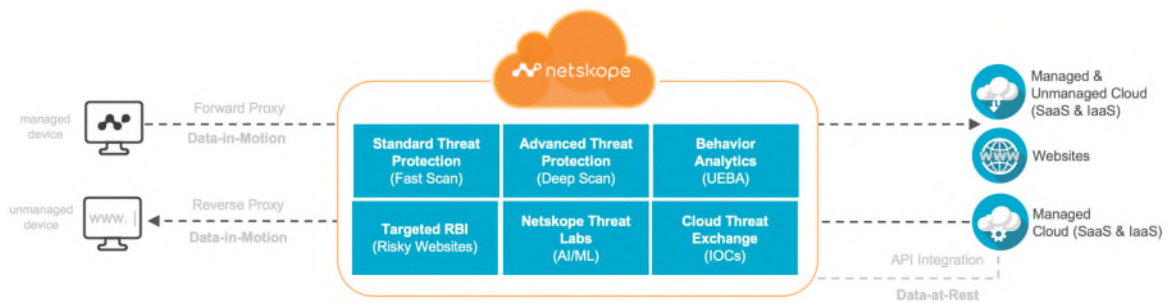 netskope
managed
device
Forward Proxy
Data-in-Motion
Standard Threat
Protection
(Fast Scan)
Advanced Threat
Protection
(Deep Scan)
Behavior
Analytics
(UEBA)
Managed &
Unmanaged Cloud
(SaaS & IaaS)
WWW
Websites
unmanaged
device
www. |
Reverse Proxy
Data-in-Motion
Targeted RBI
(Risky Websites)
Netskope Threat
Labs
(AI/ML)
Cloud Threat
Exchange
(IOCs)
Managed
Cloud (SaaS & IaaS)
API Integration
Data-at-Rest